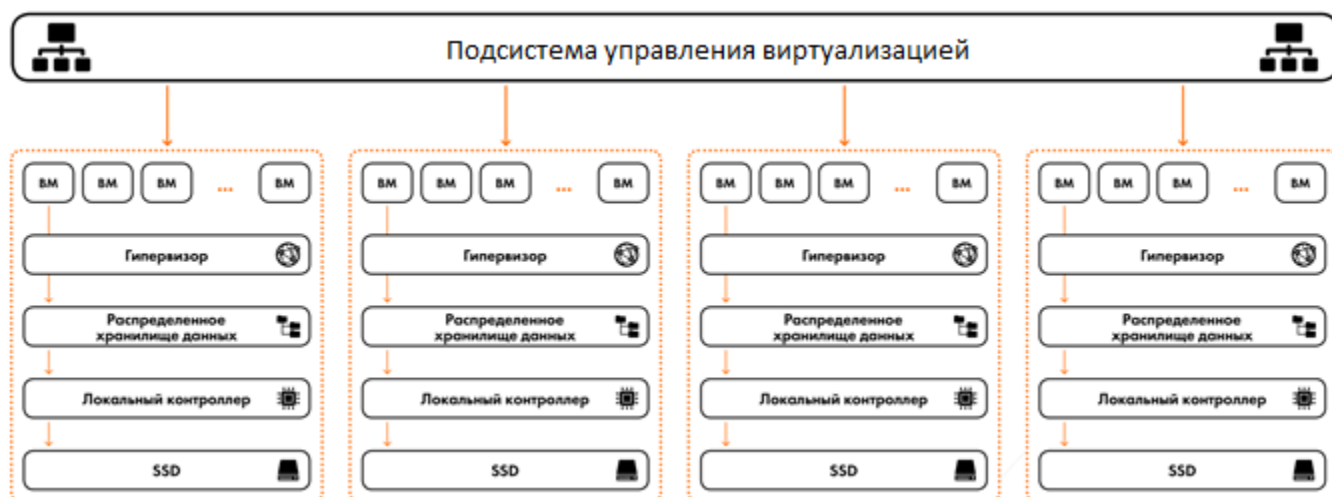 Подсистема управления виртуализацией
ВМ ВМ ВМ ... ВМ
Гипервизор
Распределенное
хранилище данных
Локальный контроллер
SSD
ВМ ВМ ВМ ... ВМ
Гипервизор
Распределенное
хранилище данных
Локальный контроллер
SSD
ВМ ВМ ВМ ... ВМ
Гипервизор
Распределенное
хранилище данных
Локальный контроллер
SSD
ВМ ВМ ВМ ... ВМ
Гипервизор
Распределенное
хранилище данных
Локальный контроллер
SSD